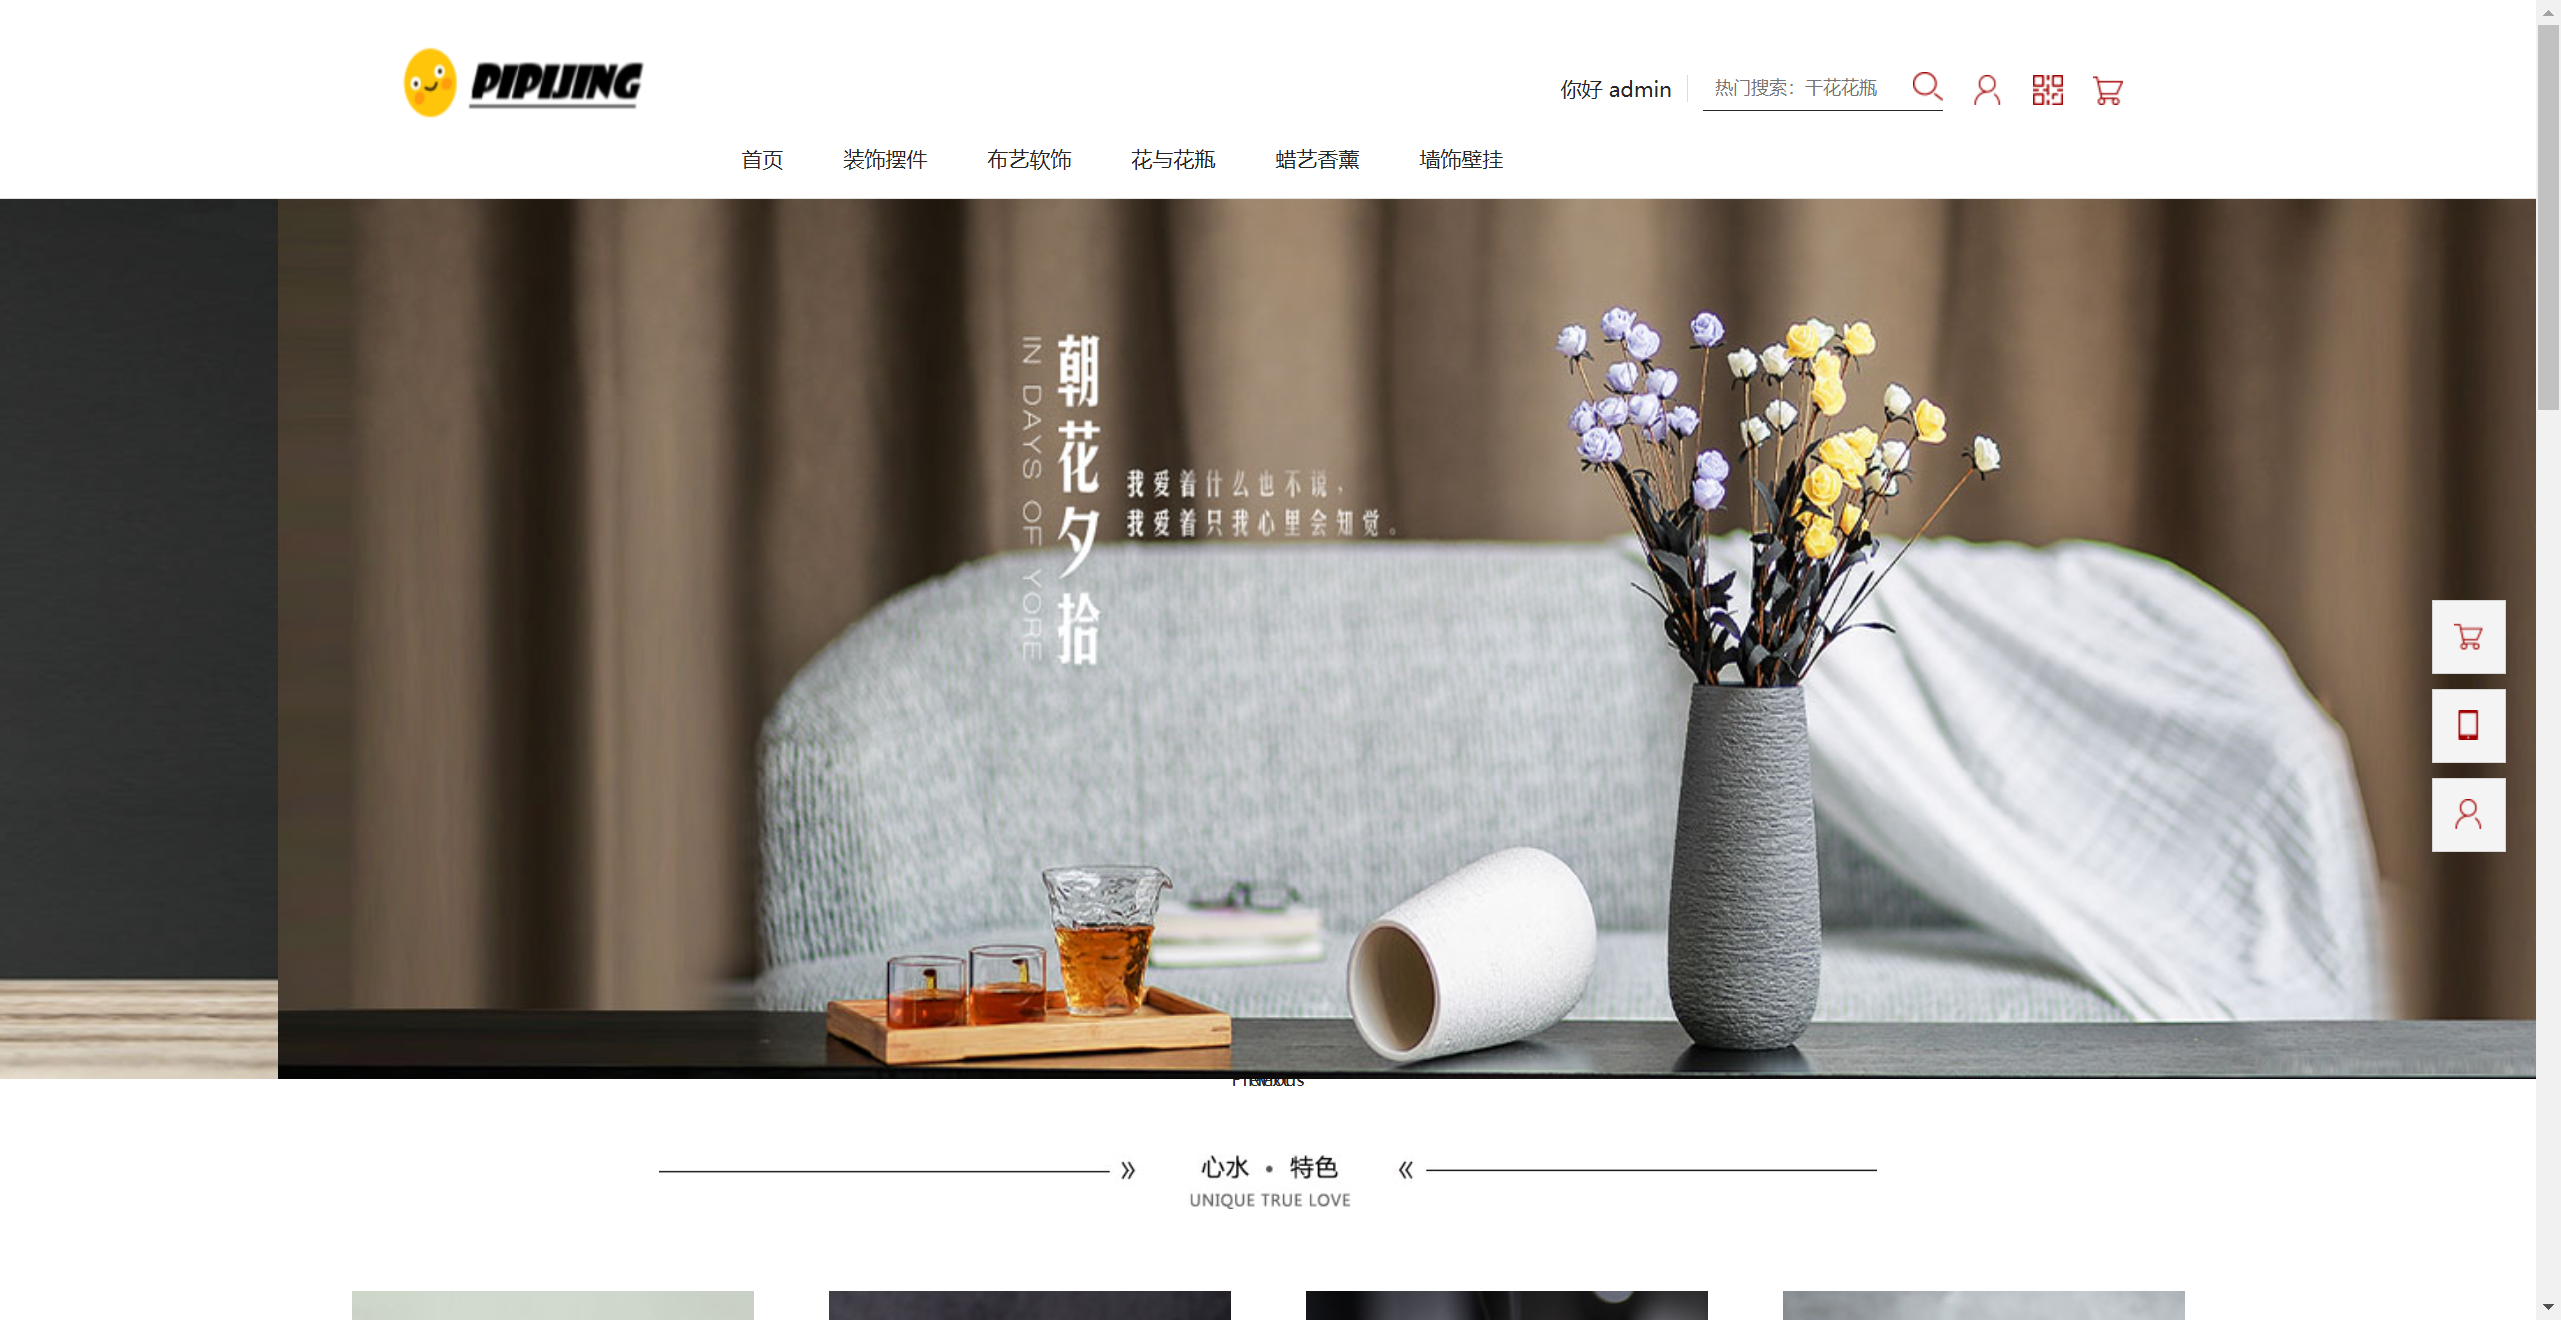 PIPIJING
你好 admin
热门搜索：干花花瓶
首页
装饰摆件
布艺软饰
花与花瓶
蜡艺香薰
墙饰壁挂
朝花夕拾
IN DAYS OF YORE
我爱着什么也不说，
我爱着只我心里会知觉。
心水 • 特色
UNIQUE TRUE LOVE